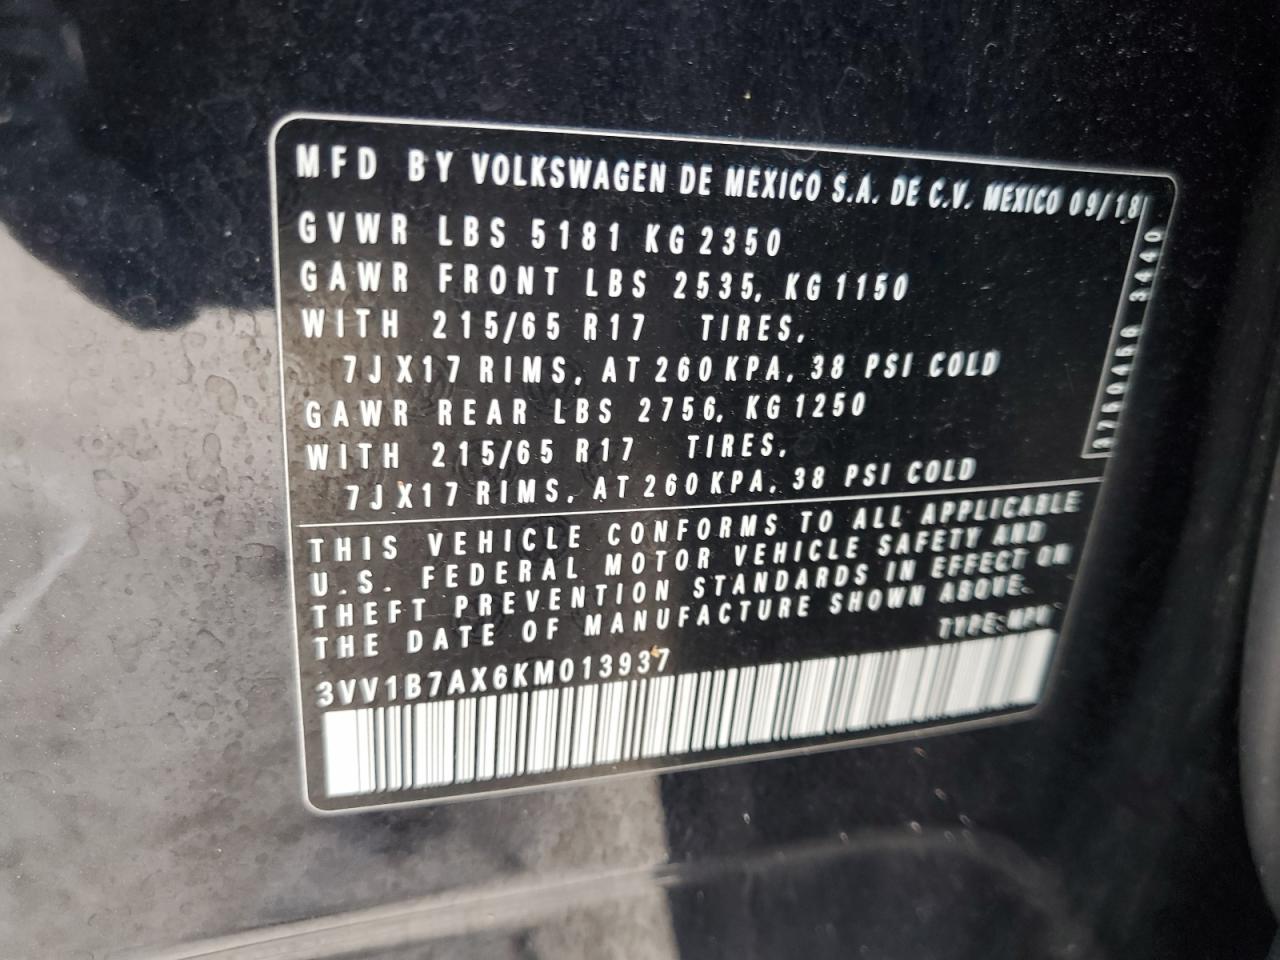 MFD BY VOLKSWAGEN DE MEXICO S.A. DE C.V. MEXICO 09/18
GVWR LBS 5181 KG 2350
GAWR FRONT LBS 2535, KG 1150
WITH 215/65 R17 TIRES,
7JX17 RIMS, AT 260 KPA, 38 PSI COLD
GAWR REAR LBS 2756, KG 1250
WITH 215/65 R17 TIRES,
7JX17 RIMS, AT 260 KPA, 38 PSI COLD
THIS VEHICLE CONFORMS TO ALL APPLICABLE
U.S. FEDERAL MOTOR VEHICLE SAFETY AND
THEFT PREVENTION STANDARDS IN EFFECT ON
THE DATE OF MANUFACTURE SHOWN ABOVE.
TYPE: MPV
3VV1B7AX6KM013937